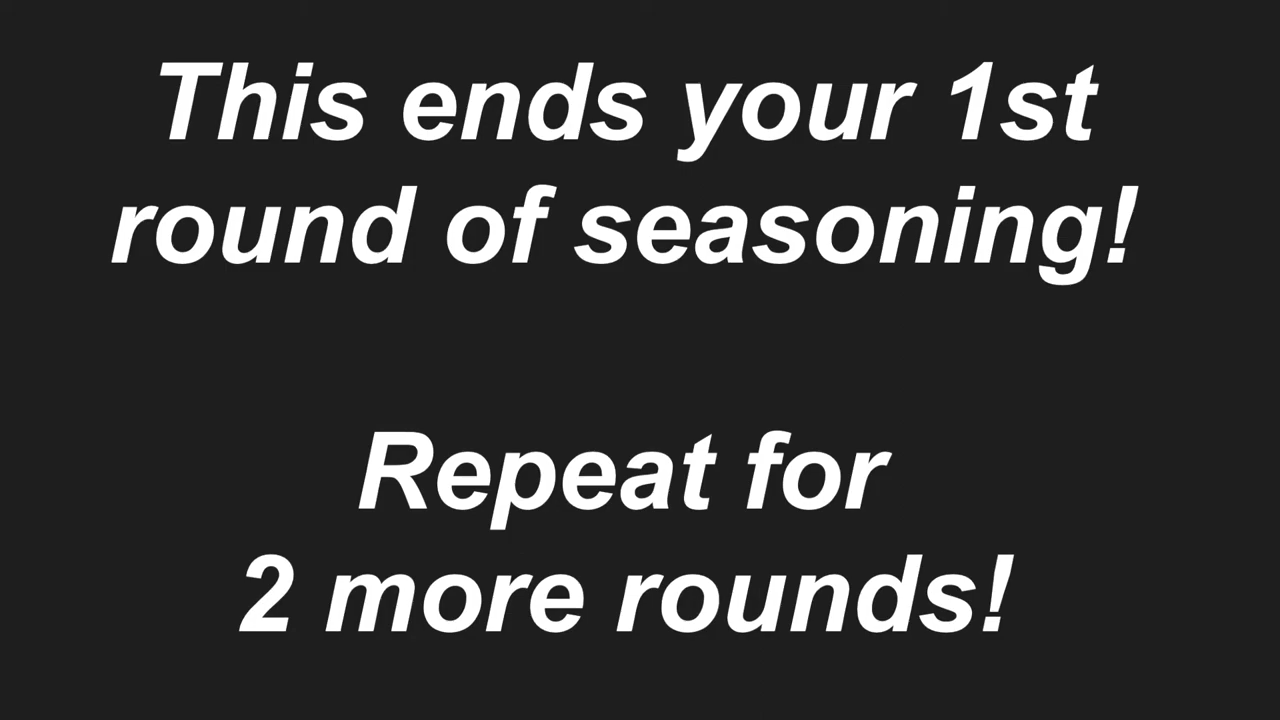 This ends your 1st
round of seasoning!
Repeat for
2 more rounds!